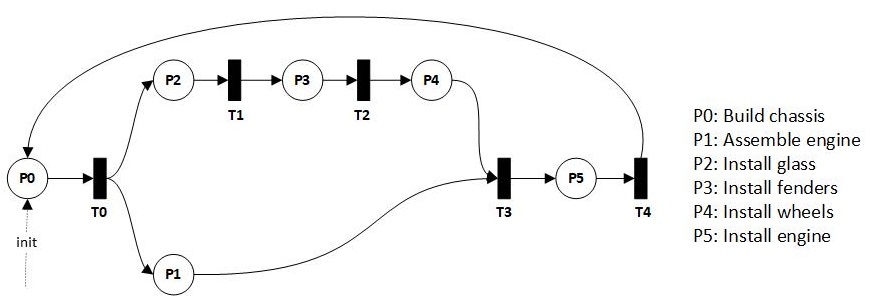 P2
T1
P3
T2
P4
P0
T0
init
P1
T3
P5
T4
P0: Build chassis
P1: Assemble engine
P2: Install glass
P3: Install fenders
P4: Install wheels
P5: Install engine